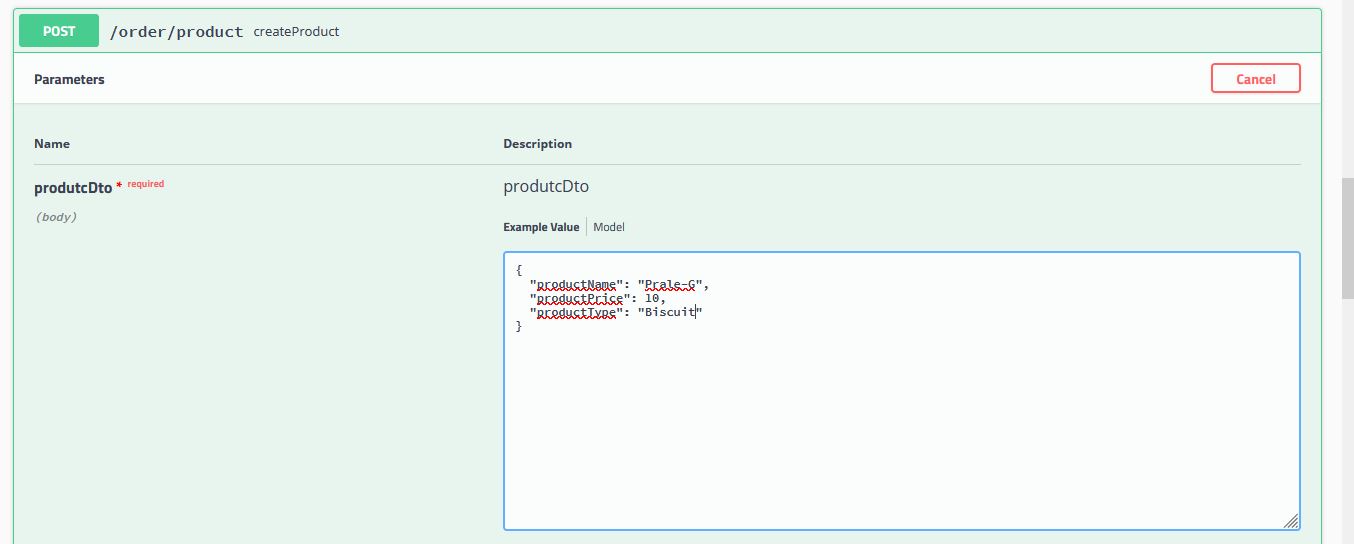 POST /order/product createProduct
Parameters Cancel
Name Description
produtcDto * required produtcDto
(body)
Example Value Model
{
"productName": "Prale-G",
"productPrice": 10,
"productType": "Biscuit"
}